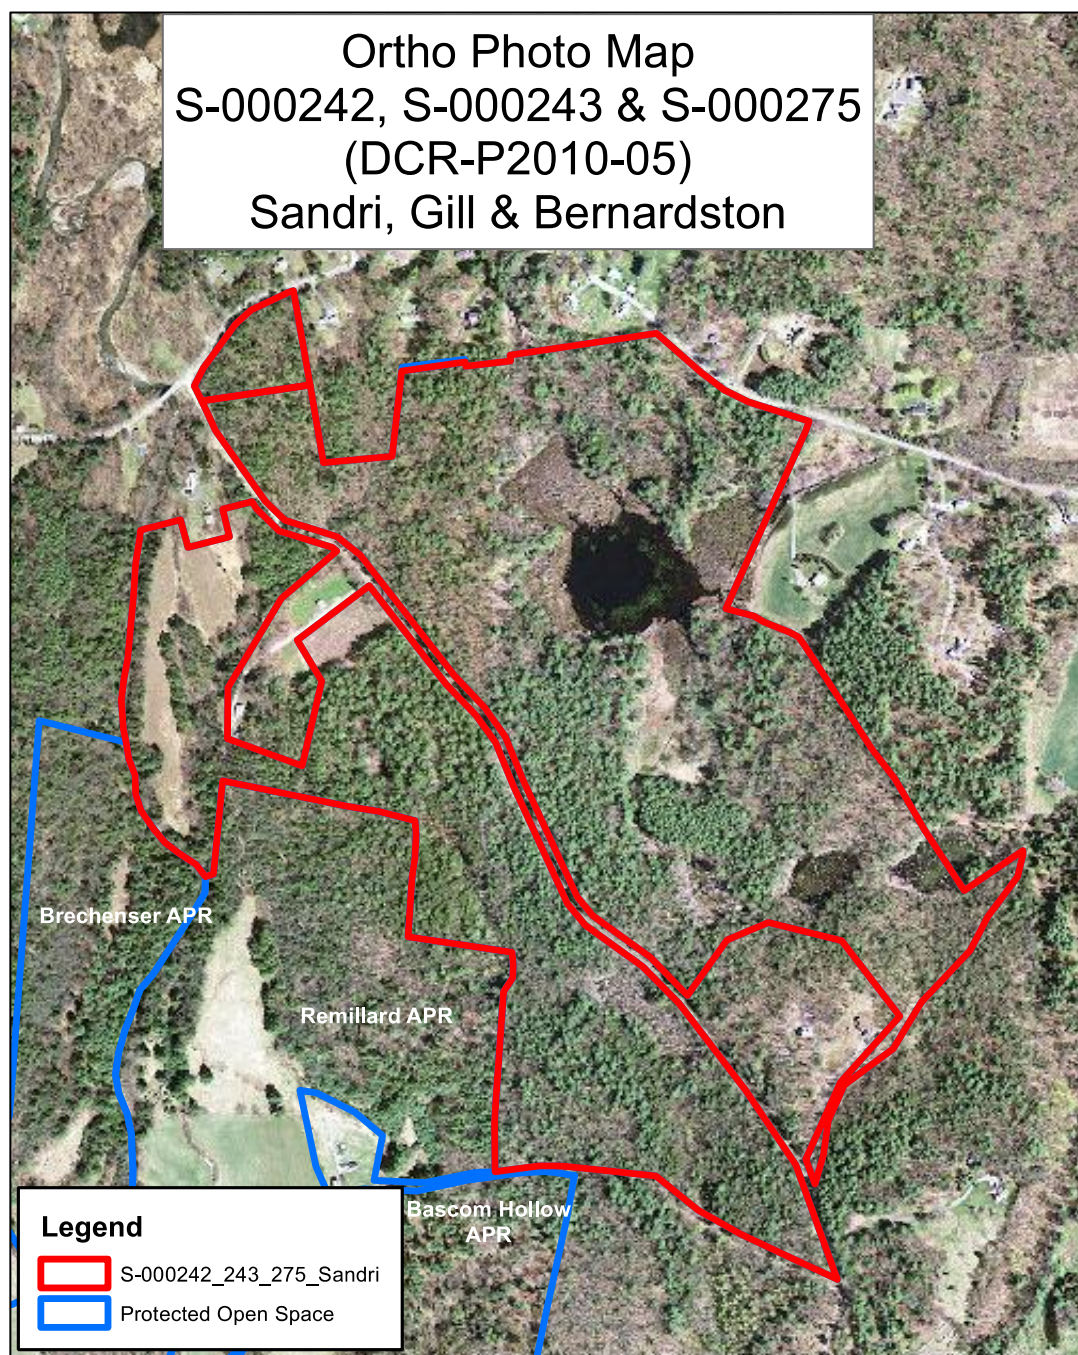 Ortho Photo Map
S-000242, S-000243 & S-000275
(DCR-P2010-05)
Sandri, Gill & Bernardston
Brechenser APR
Remillard APR
Bascom Hollow
APR
Legend
S-000242_243_275_Sandri
Protected Open Space